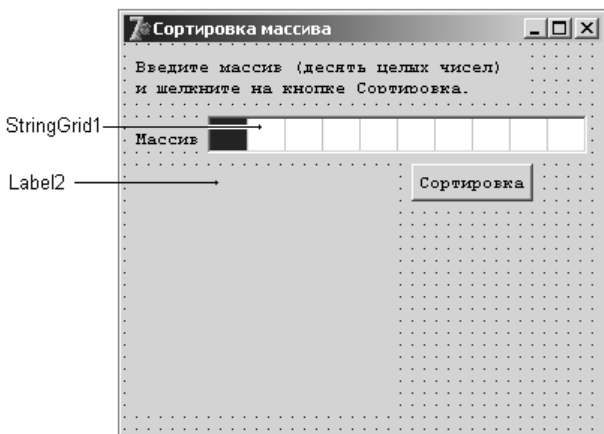 Сортировка массива
Введите массив (десять целых чисел)
и щелкните на кнопке Сортировка.
StringGrid1
Массив
Label2
Сортировка